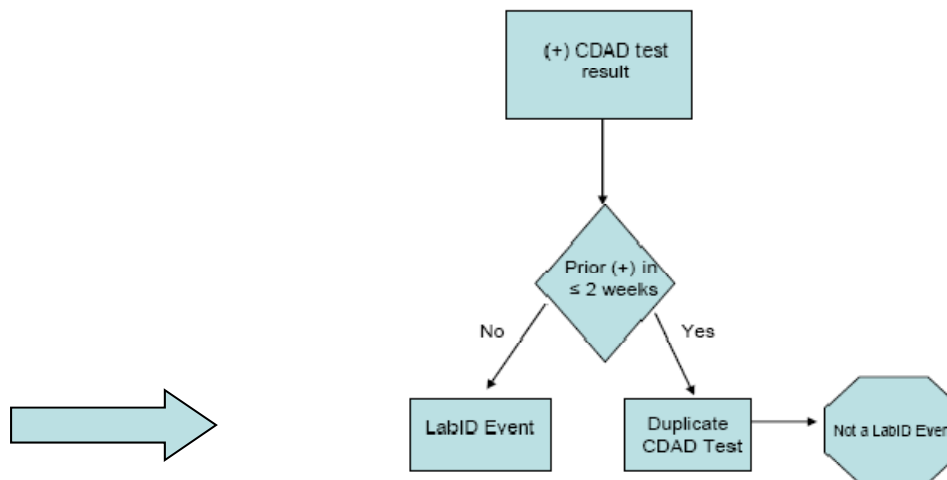 (+) CDAD test
result
Prior (+) in
≤ 2 weeks
No
Yes
LabID Event
Duplicate
CDAD Test
Not a LabID Even